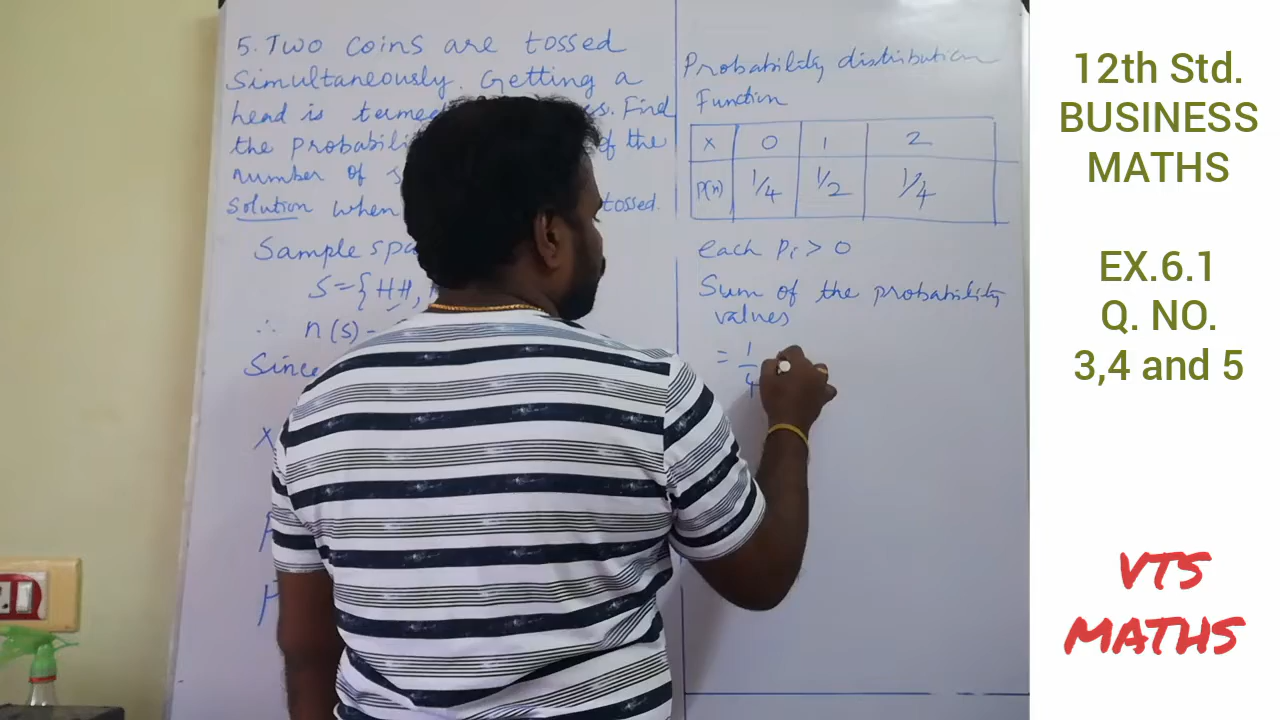 5. Two coins are tossed
simultaneously. Getting a
head is s. Find
the of the
number of
Solution when tossed.
Sample
S={HH,
∴ n(s)
Since
X
Probability distribution
Function
x 0 1 2
P(x) 1/4 1/2 1/4
each Pi > 0
Sum of the probability
values
= 1/4
12th Std.
BUSINESS
MATHS
EX.6.1
Q. NO.
3,4 and 5
VTS
MATHS